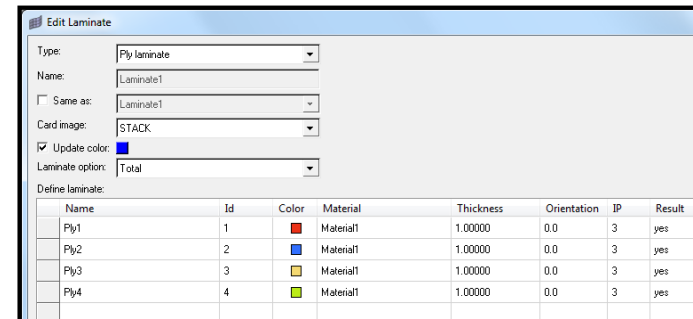 Edit Laminate
Type: Ply laminate
Name: Laminate1
Same as: Laminate1
Card image: STACK
Update color:
Laminate option: Total
Define laminate:
Name Id Color Material Thickness Orientation IP Result
Ply1 1 Material1 1.00000 0.0 3 yes
Ply2 2 Material1 1.00000 0.0 3 yes
Ply3 3 Material1 1.00000 0.0 3 yes
Ply4 4 Material1 1.00000 0.0 3 yes